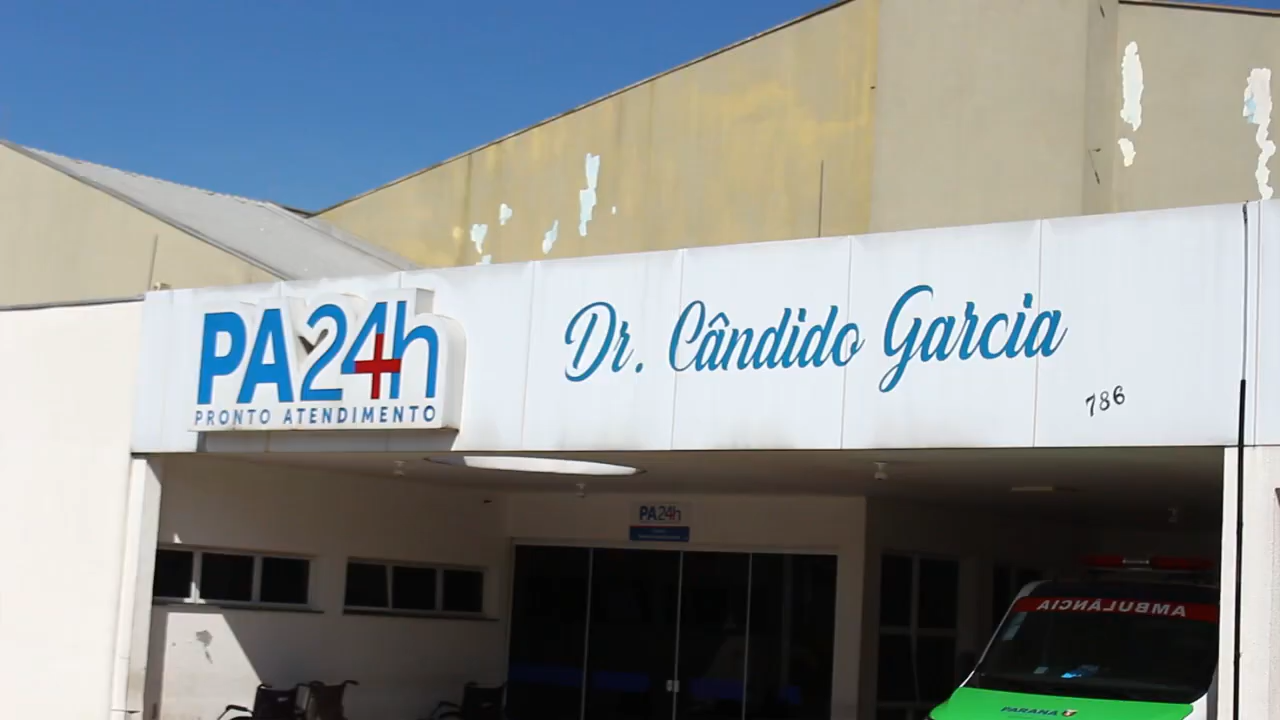 PA24h
PRONTO ATENDIMENTO
Dr. Cândido Garcia
786
PA24h
AMBULÂNCIA
PARANÁ